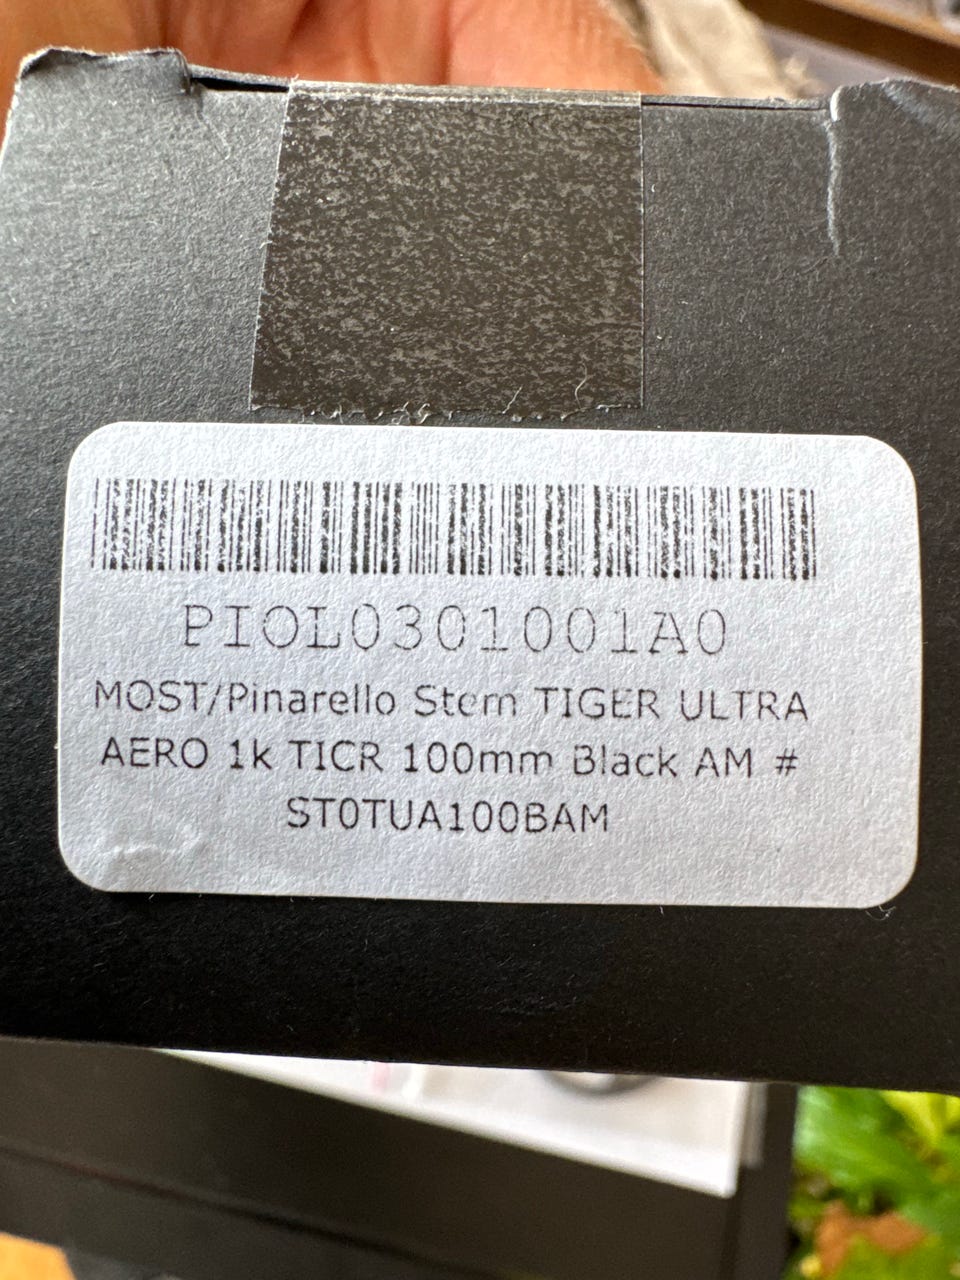 PIOL0301001A0
MOST/Pinarello Stem TIGER ULTRA
AERO 1k TICR 100mm Black AM #
ST0TUA100BAM